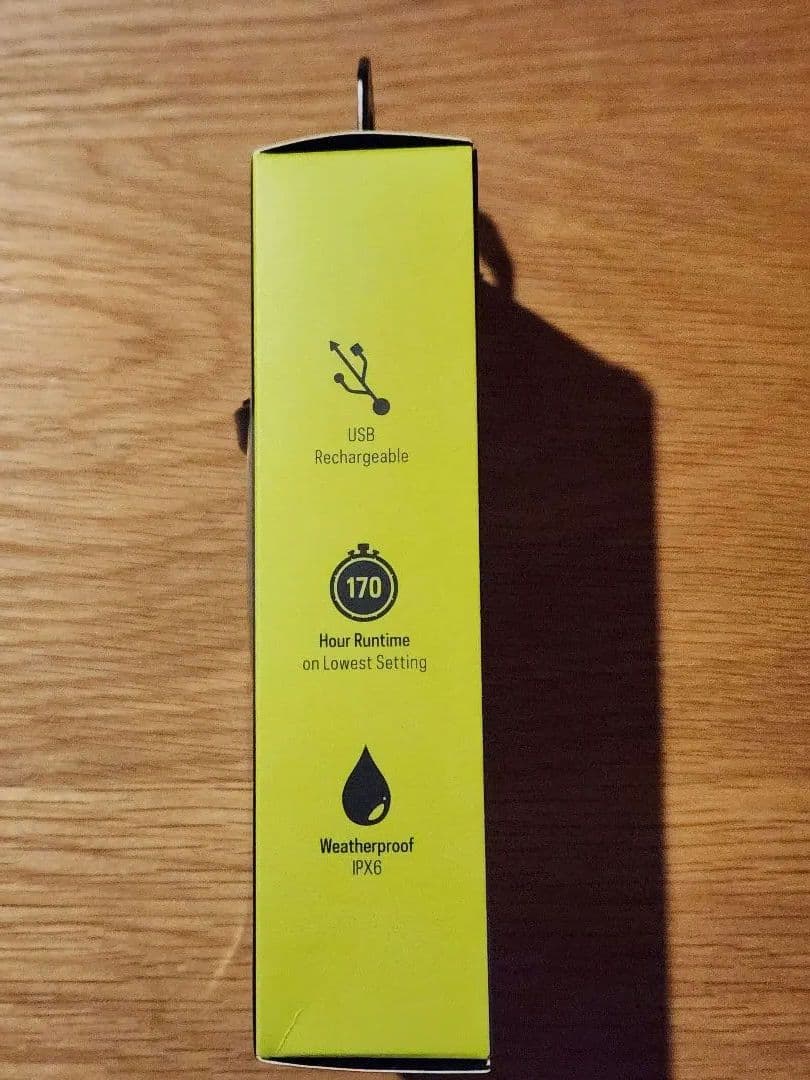 USB
Rechargeable
170
Hour Runtime
on Lowest Setting
Weatherproof
IPX6